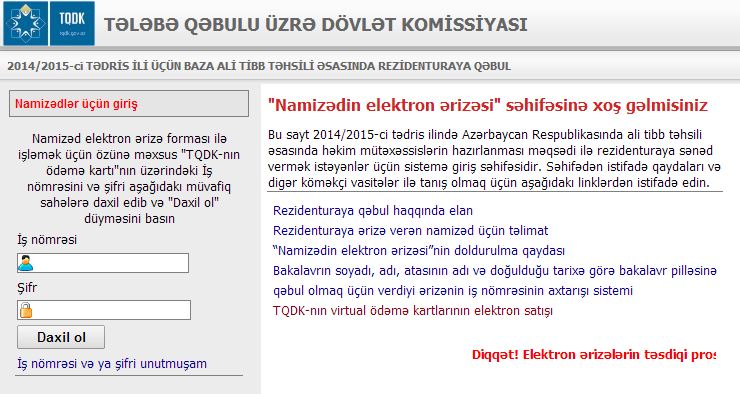 TQDK
tqdk.gov.az
TƏLƏBƏ QƏBULU ÜZRƏ DÖVLƏT KOMİSSİYASI
2014/2015-ci TƏDRİS İLİ ÜÇÜN BAZA ALİ TİBB TƏHSİLİ ƏSASINDA REZİDENTURAYA QƏBUL
Namizədlər üçün giriş
Namizəd elektron ərizə forması ilə
işləmək üçün özünə məxsus "TQDK-nın
ödəmə kartı"nın üzərindəki İş
nömrəsini və şifri aşağıdakı müvafiq
sahələrə daxil edib və "Daxil ol"
düyməsini basın
İş nömrəsi
Şifr
Daxil ol
İş nömrəsi və ya şifri unutmuşam
"Namizədin elektron ərizəsi" səhifəsinə xoş gəlmisiniz
Bu sayt 2014/2015-ci tədris ilində Azərbaycan Respublikasında ali tibb təhsili
əsasında həkim mütəxəssislərin hazırlanması məqsədi ilə rezidenturaya sənəd
vermək istəyənlər üçün sistemə giriş səhifəsidir. Səhifədən istifadə qaydaları və
digər köməkçi vasitələr ilə tanış olmaq üçün aşağıdakı linklərdən istifadə edin.
Rezidenturaya qəbul haqqında elan
Rezidenturaya ərizə verən namizəd üçün təlimat
“Namizədin elektron ərizəsi”nin doldurulma qaydası
Bakalavrın soyadı, adı, atasının adı və doğulduğu tarixə görə bakalavr pilləsinə
qəbul olmaq üçün verdiyi ərizənin iş nömrəsinin axtarışı sistemi
TQDK-nın virtual ödəmə kartlarının elektron satışı
Diqqət! Elektron ərizələrin təsdiqi pros